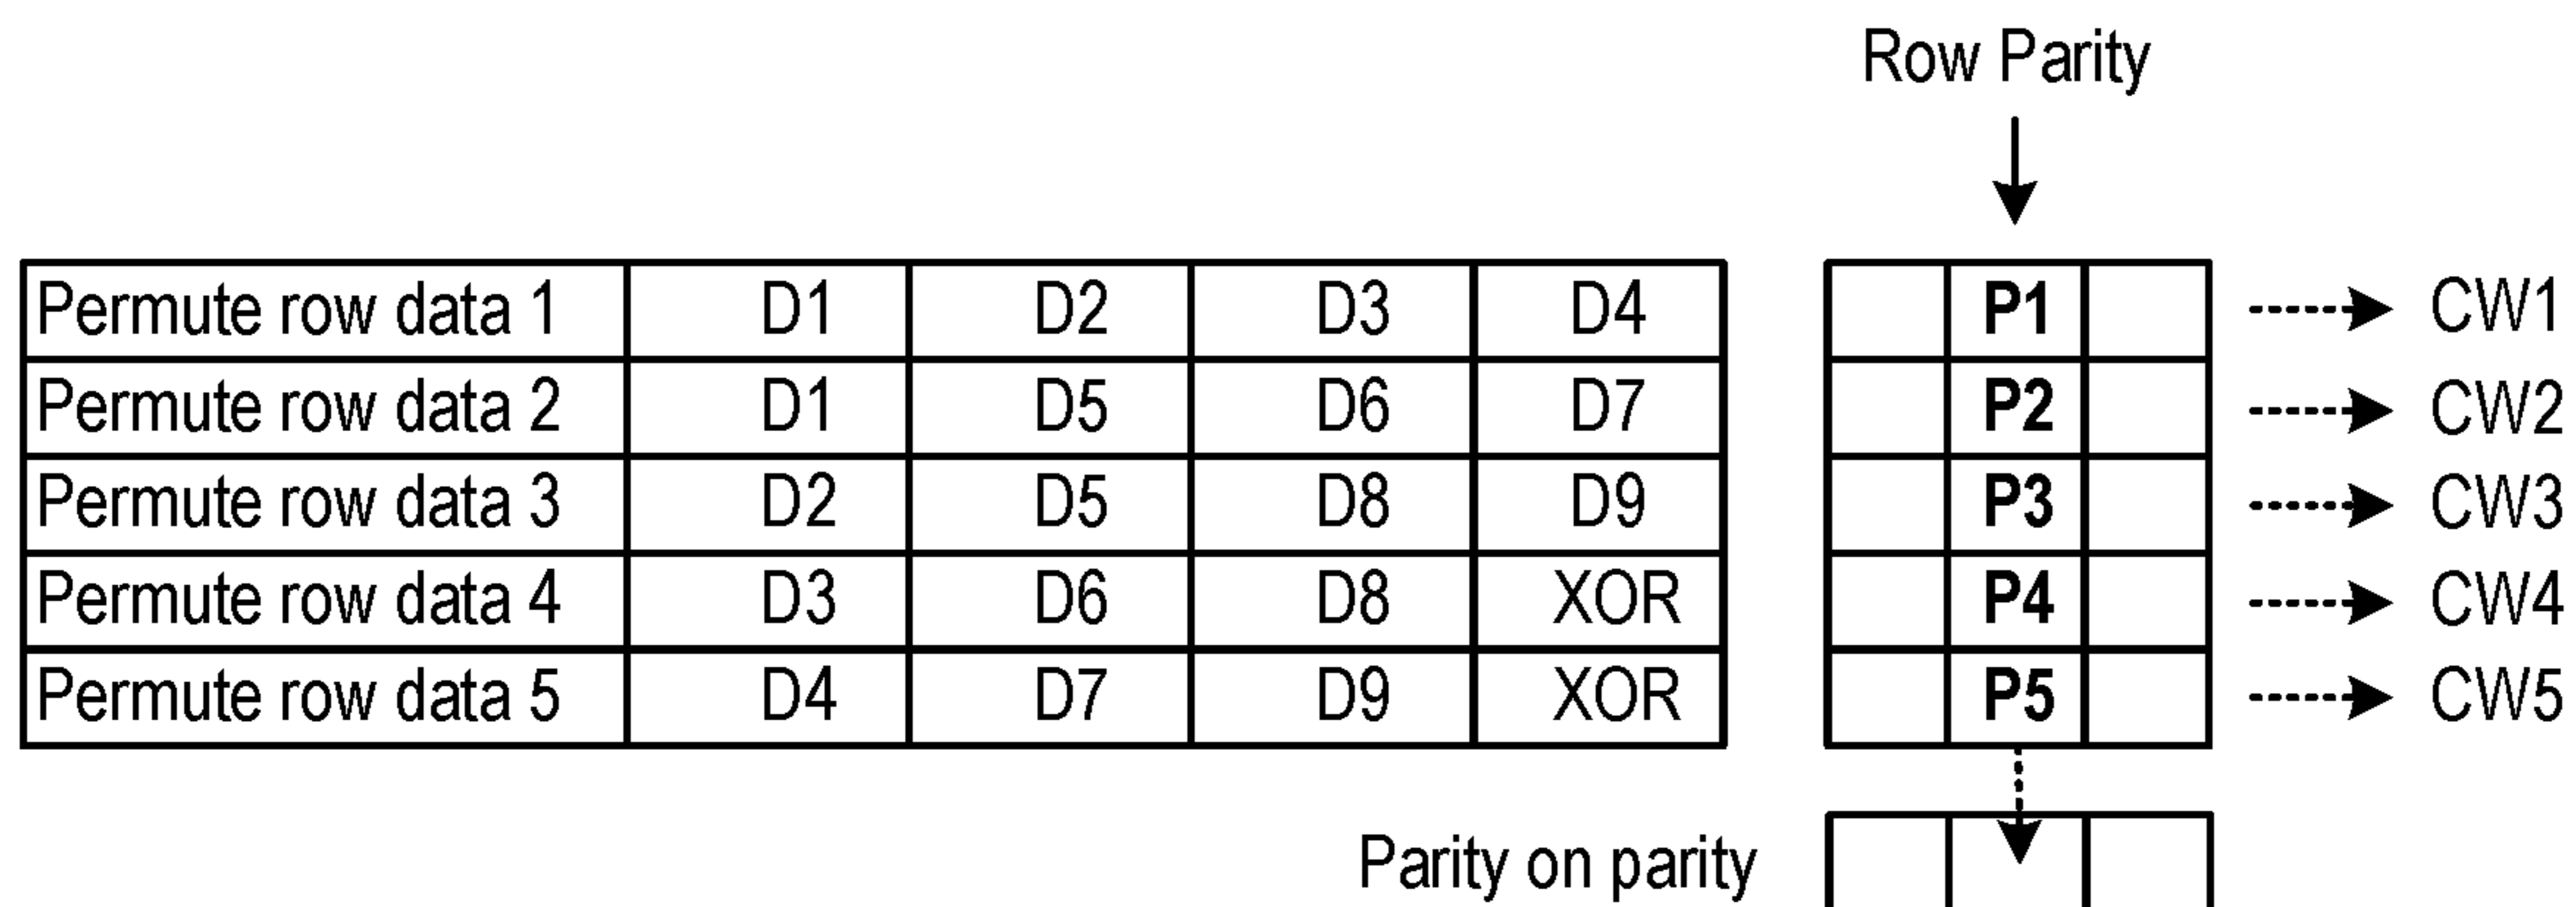 Row Parity
Permute row data 1 D1 D2 D3 D4 P1 CW1
Permute row data 2 D1 D5 D6 D7 P2 CW2
Permute row data 3 D2 D5 D8 D9 P3 CW3
Permute row data 4 D3 D6 D8 XOR P4 CW4
Permute row data 5 D4 D7 D9 XOR P5 CW5
Parity on parity